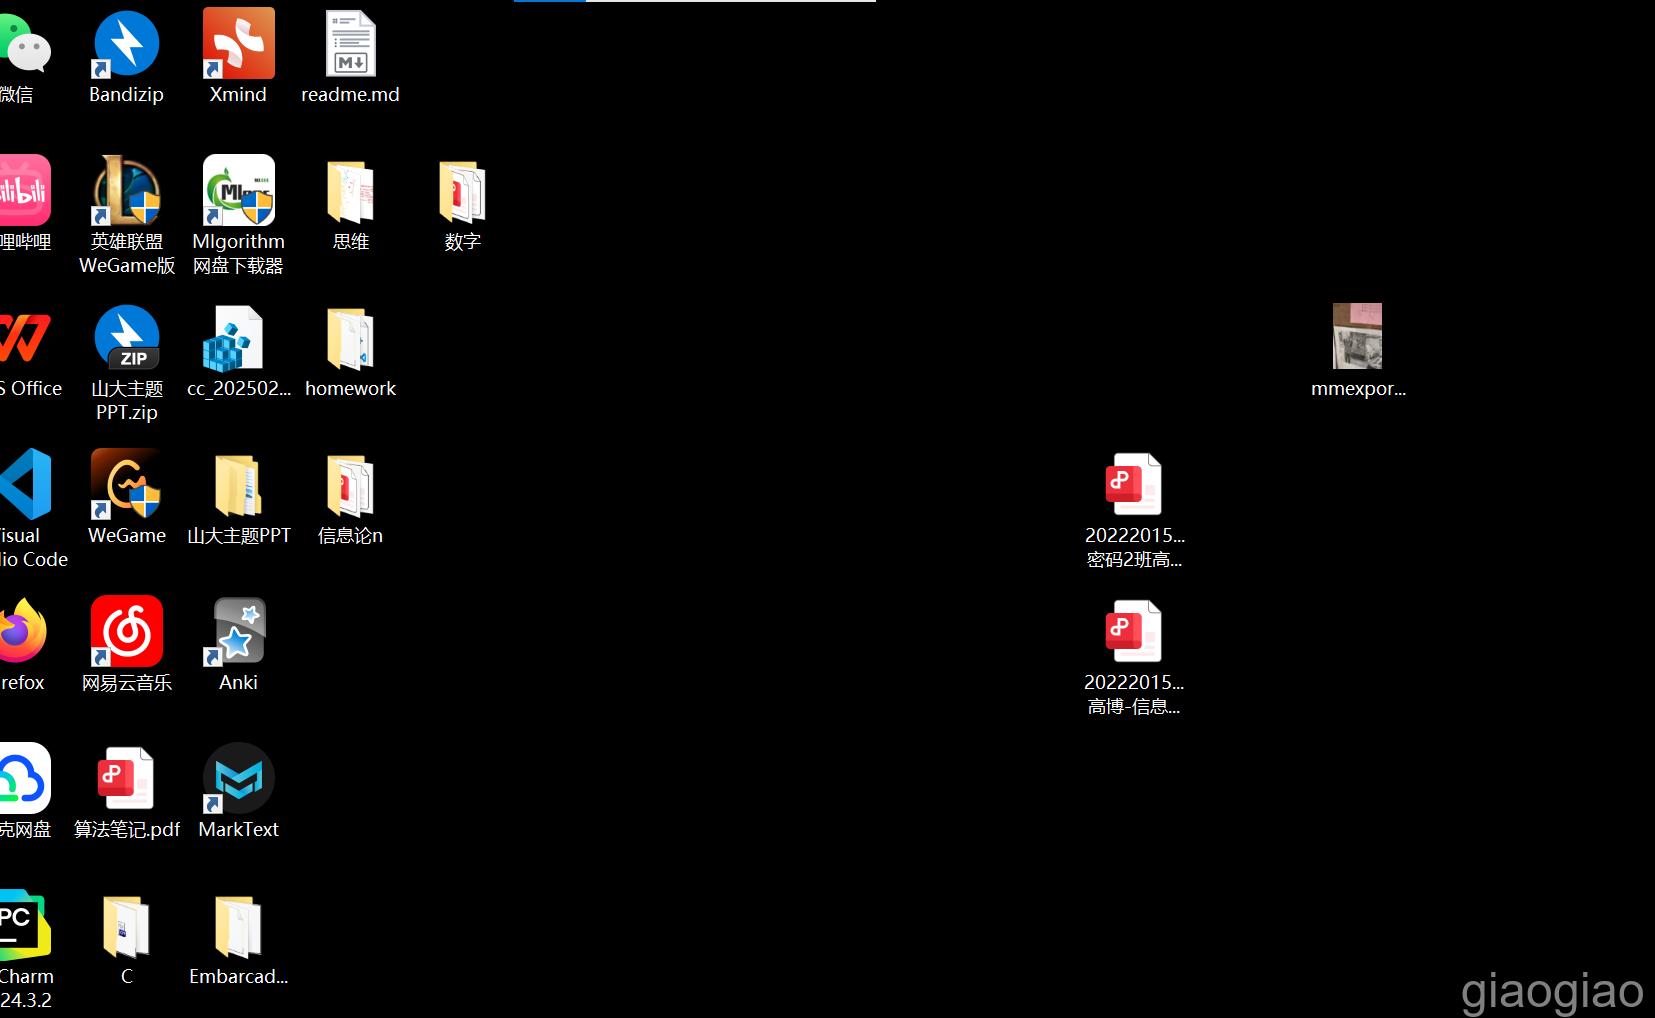 微信
Bandizip
Xmind
readme.md
M
ilibili
哩哔哩
英雄联盟
WeGame版
MIgorithm
网盘下载器
思维
数字
S Office
ZIP
山大主题
PPT.zip
cc_202502...
homework
mmexpor...
isual
io Code
WeGame
山大主题PPT
信息论n
20222015...
密码2班高...
refox
网易云音乐
Anki
20222015...
高博-信息...
克网盘
算法笔记.pdf
MarkText
PC
Charm
24.3.2
C
Embarcad...
giaogiao